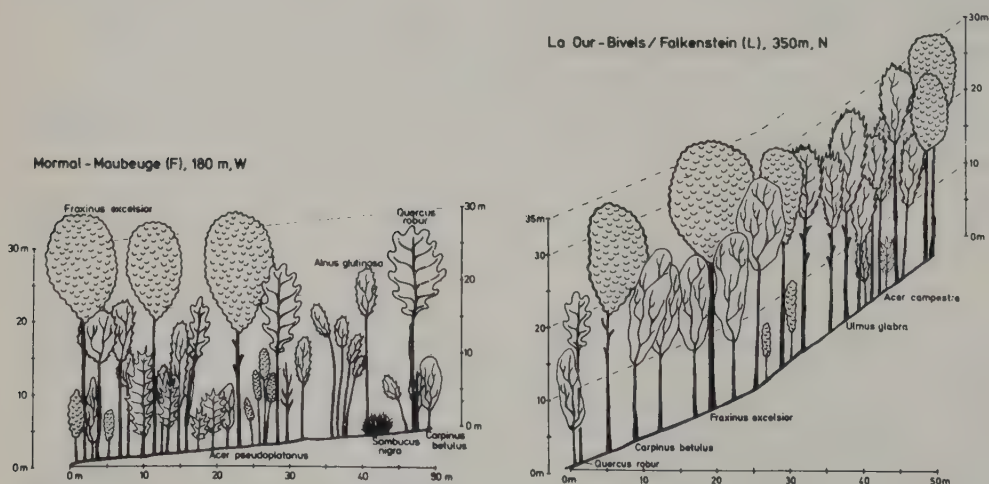 Mormal - Maubeuge (F), 180 m, W
Fraxinus excelsior
Quercus robur
Alnus glutinosa
30 m
30 m
20
20
10
10
0 m
0 m
Acer pseudoplatanus
Sambucus nigra
Carpinus betulus
0 m
10
20
30
40
50 m
La Our - Bivels / Falkenstein (L), 350m, N
30m
20
10
0m
35m
30
20
10
0m
Acer campestre
Ulmus glabra
Fraxinus excelsior
Carpinus betulus
Quercus robur
0m
10
20
30
40
50m